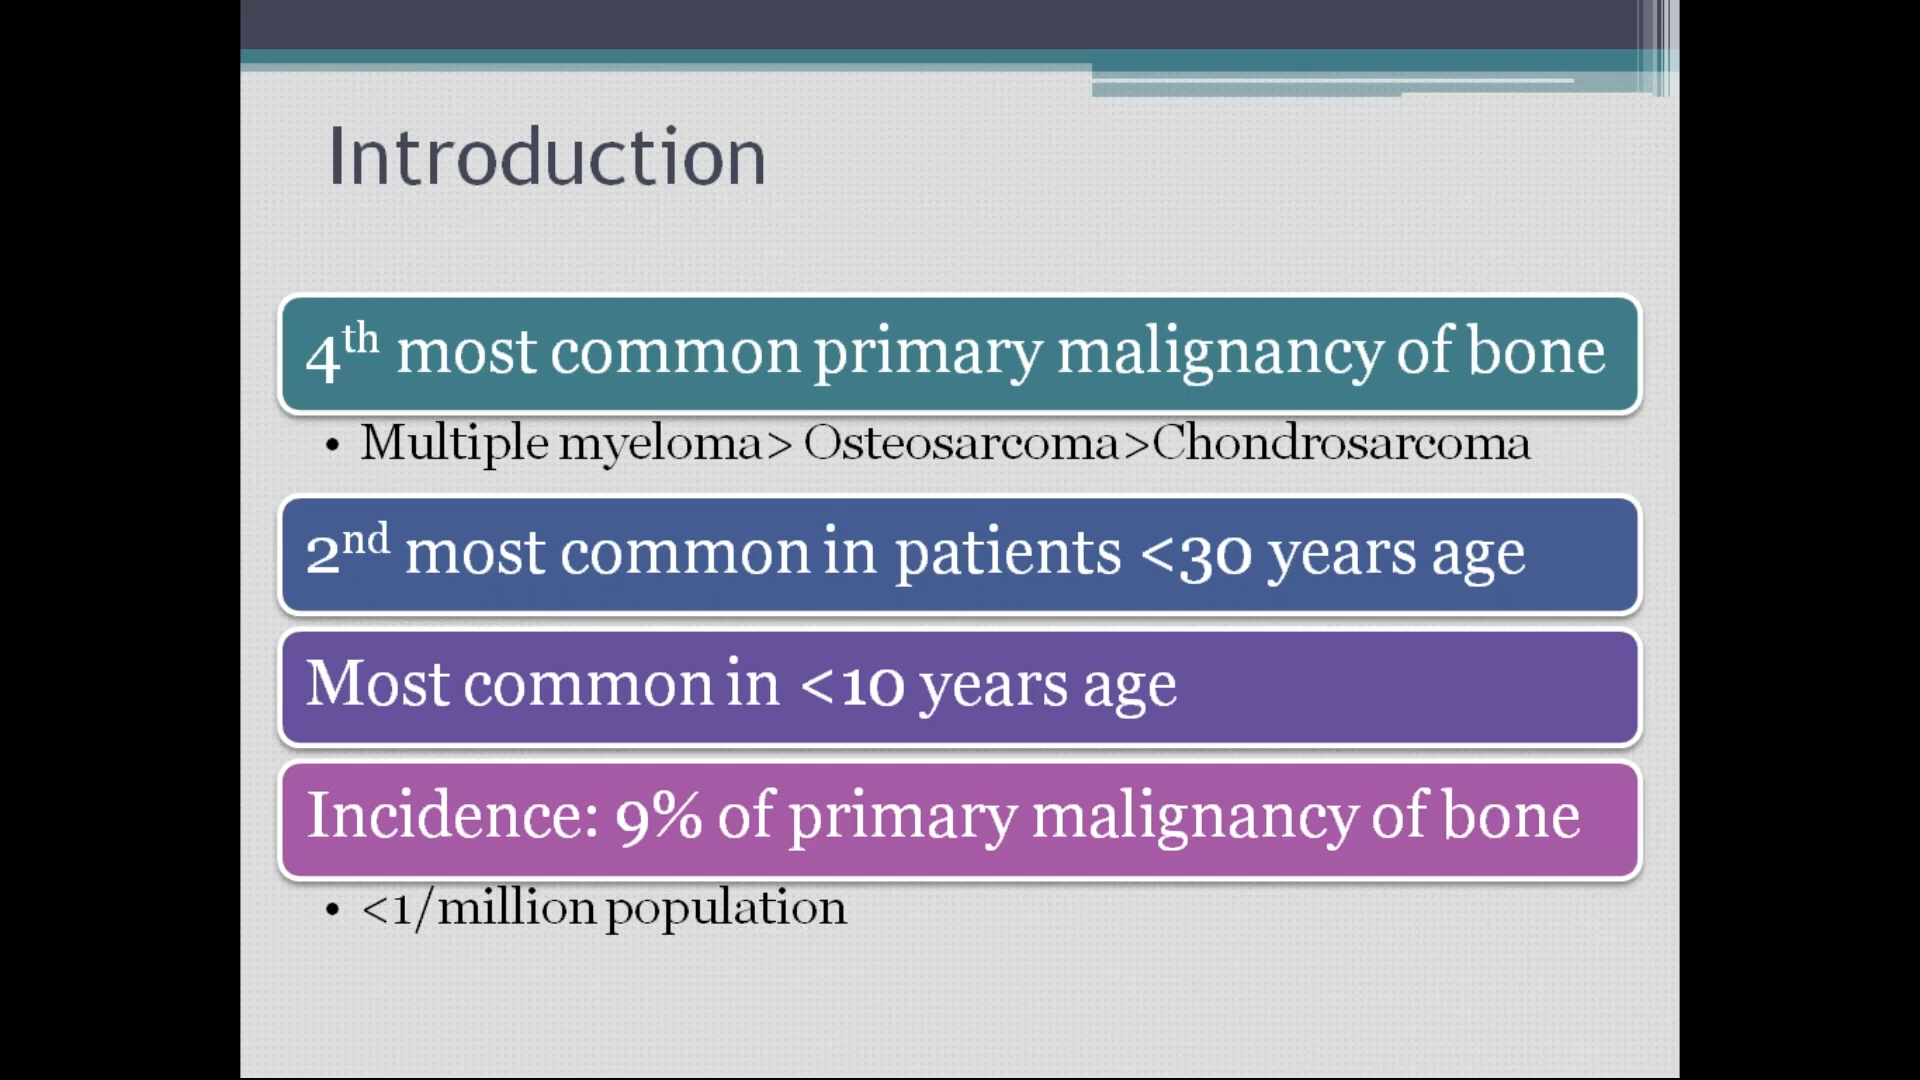 Introduction
4th most common primary malignancy of bone
• Multiple myeloma> Osteosarcoma>Chondrosarcoma
2nd most common in patients <30 years age
Most common in <10 years age
Incidence: 9% of primary malignancy of bone
• <1/million population